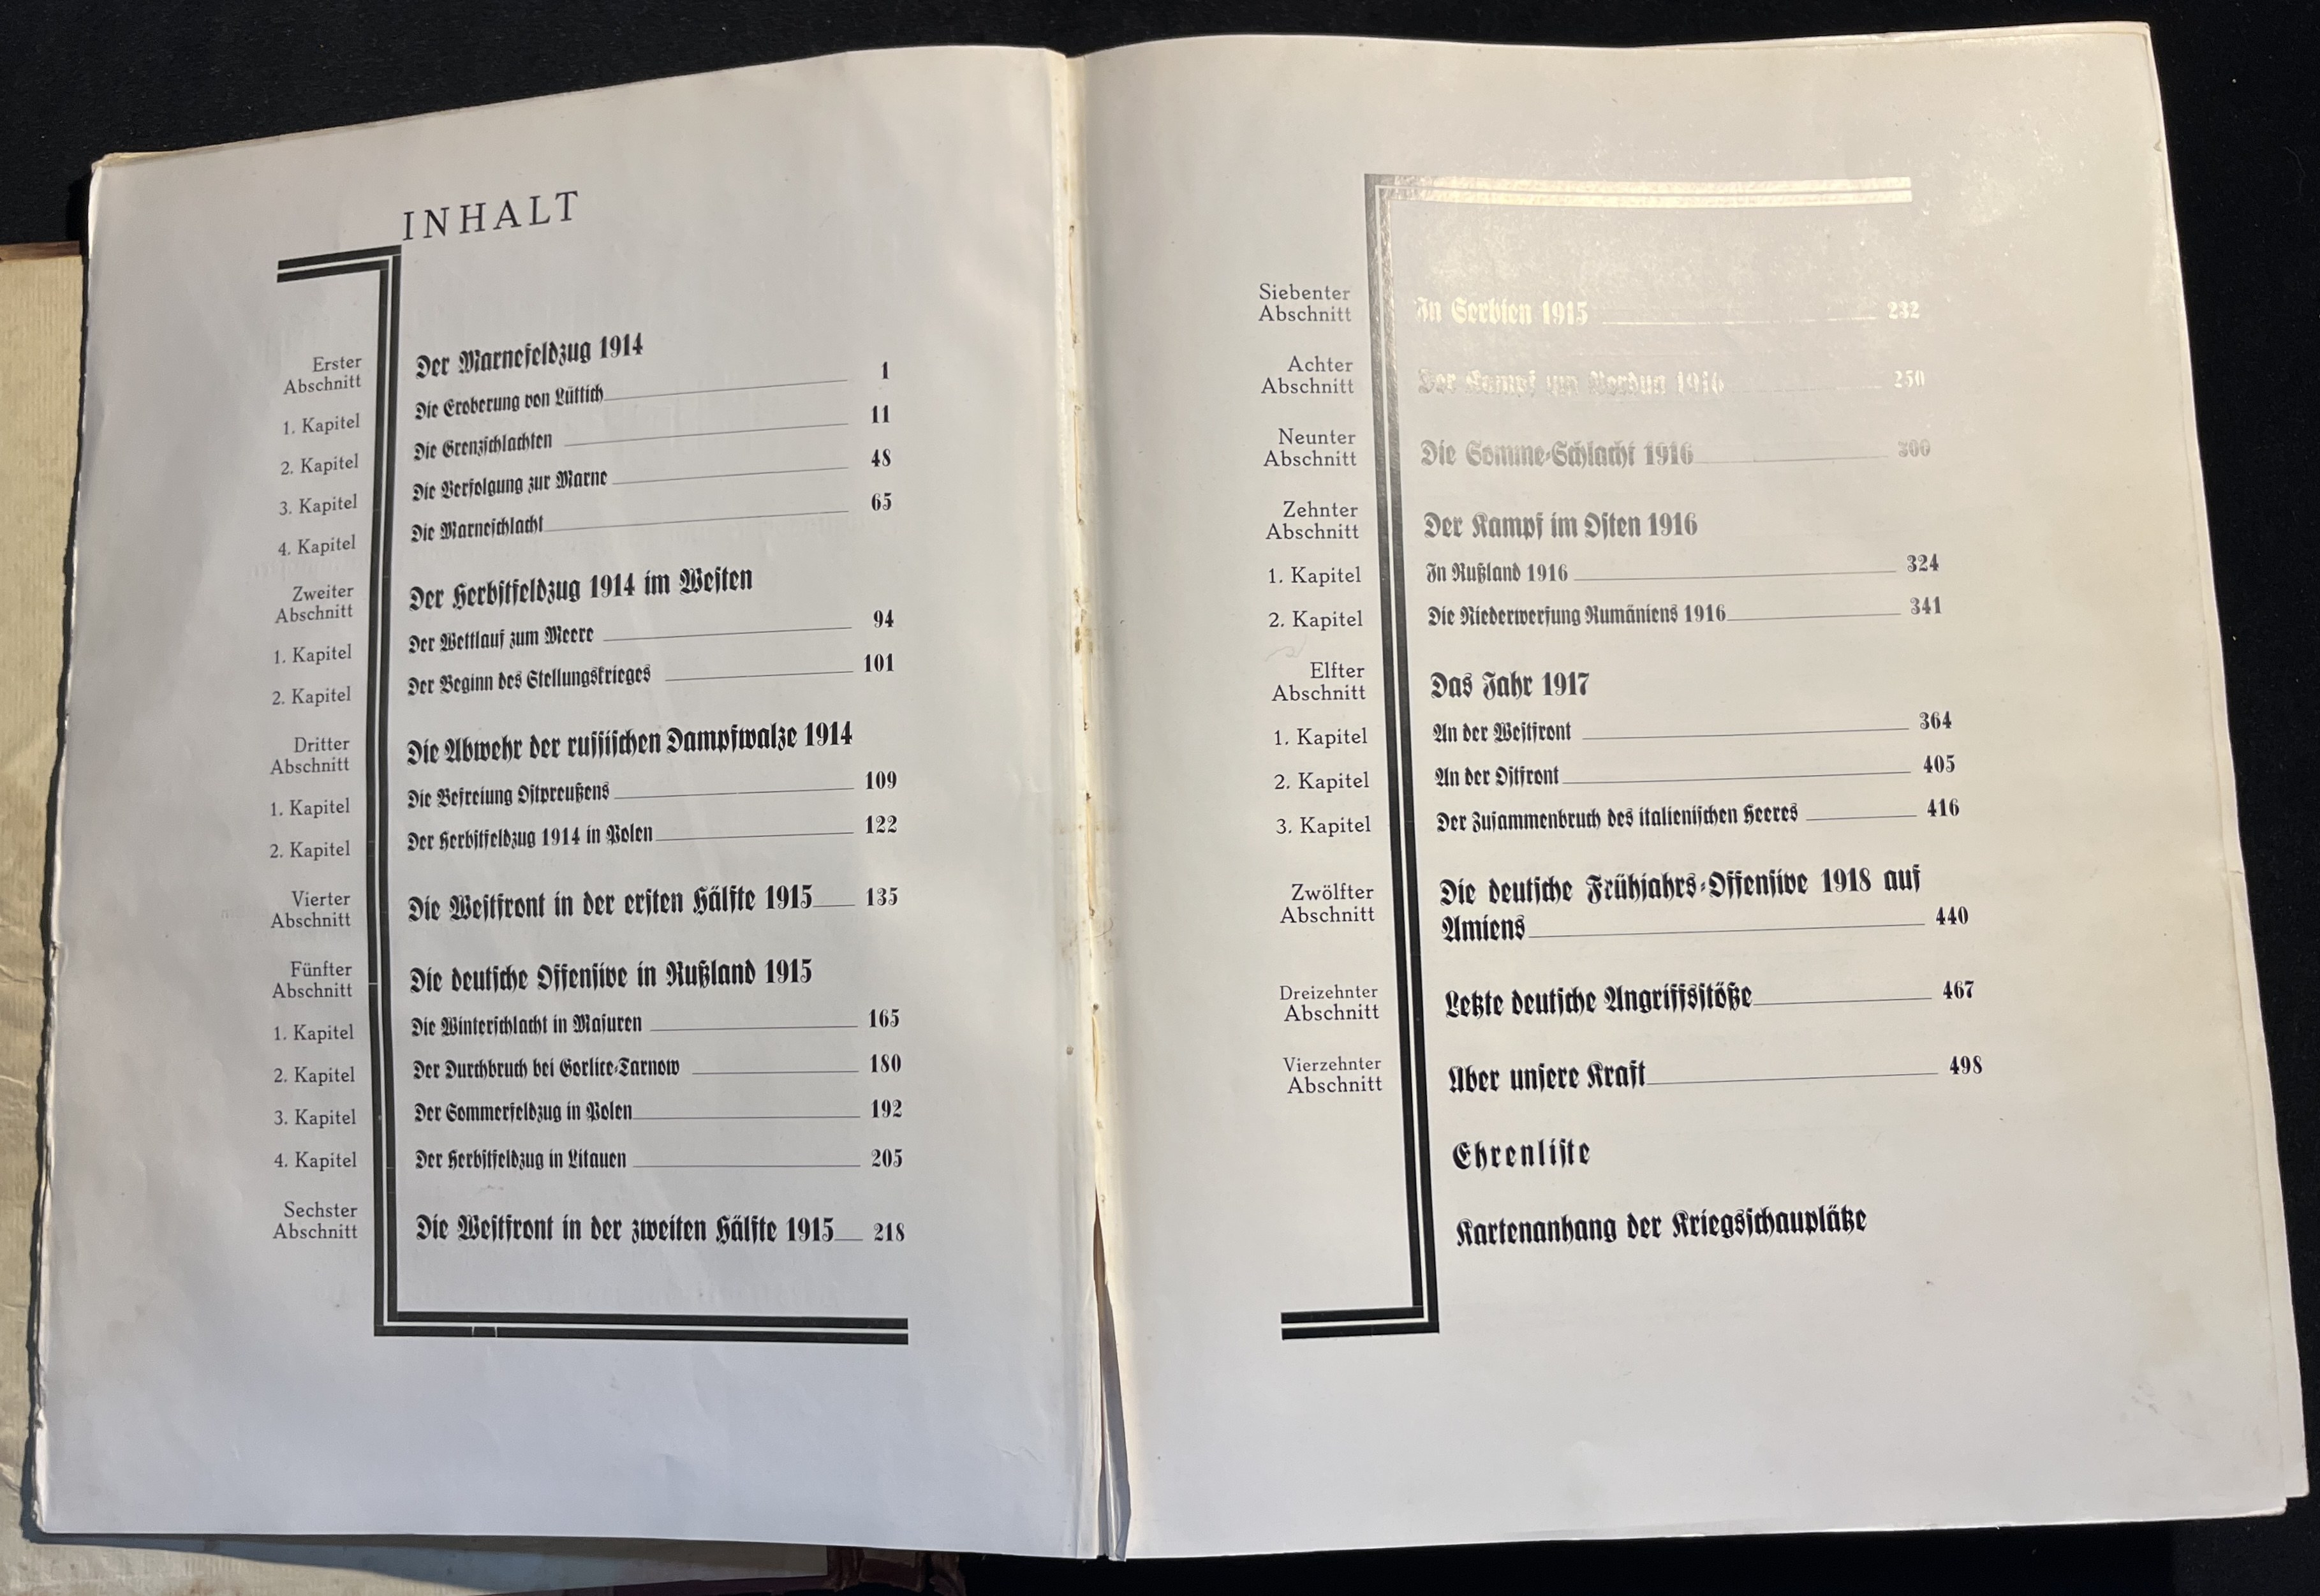 INHALT
Erster
Abschnitt
Der Marnefeldzug 1914
1. Kapitel
Die Eroberung von Lüttich 1
2. Kapitel
Die Grenzschlachten 11
3. Kapitel
Die Verfolgung zur Marne 48
4. Kapitel
Die Marneschlacht 65
Zweiter
Abschnitt
Der Herbstfeldzug 1914 im Westen
1. Kapitel
Der Wettlauf zum Meere 94
2. Kapitel
Der Beginn des Stellungskrieges 101
Dritter
Abschnitt
Die Abwehr der russischen Dampfwalze 1914
1. Kapitel
Die Befreiung Ostpreußens 109
2. Kapitel
Der Herbstfeldzug 1914 in Polen 122
Vierter
Abschnitt
Die Westfront in der ersten Hälfte 1915 135
Fünfter
Abschnitt
Die deutsche Offensive in Rußland 1915
1. Kapitel
Die Winterschlacht in Masuren 165
2. Kapitel
Der Durchbruch bei Gorlice-Tarnow 180
3. Kapitel
Der Sommerfeldzug in Polen 192
4. Kapitel
Der Herbstfeldzug in Litauen 205
Sechster
Abschnitt
Die Westfront in der zweiten Hälfte 1915 218
Siebenter
Abschnitt
In Serbien 1915 232
Achter
Abschnitt
Der Kampf um Verdun 1916 250
Neunter
Abschnitt
Die Somme-Schlacht 1916 300
Zehnter
Abschnitt
Der Kampf im Osten 1916
1. Kapitel
In Rußland 1916 324
2. Kapitel
Die Niederwerfung Rumäniens 1916 341
Elfter
Abschnitt
Das Jahr 1917
1. Kapitel
An der Westfront 364
2. Kapitel
An der Ostfront 405
3. Kapitel
Der Zusammenbruch des italienischen Heeres 416
Zwölfter
Abschnitt
Die deutsche Frühjahrs-Offensive 1918 auf
Amiens 440
Dreizehnter
Abschnitt
Letzte deutsche Angriffsstöße 467
Vierzehnter
Abschnitt
Über unsere Kraft 498
Ehrenliste
Kartenanhang der Kriegsschauplätze